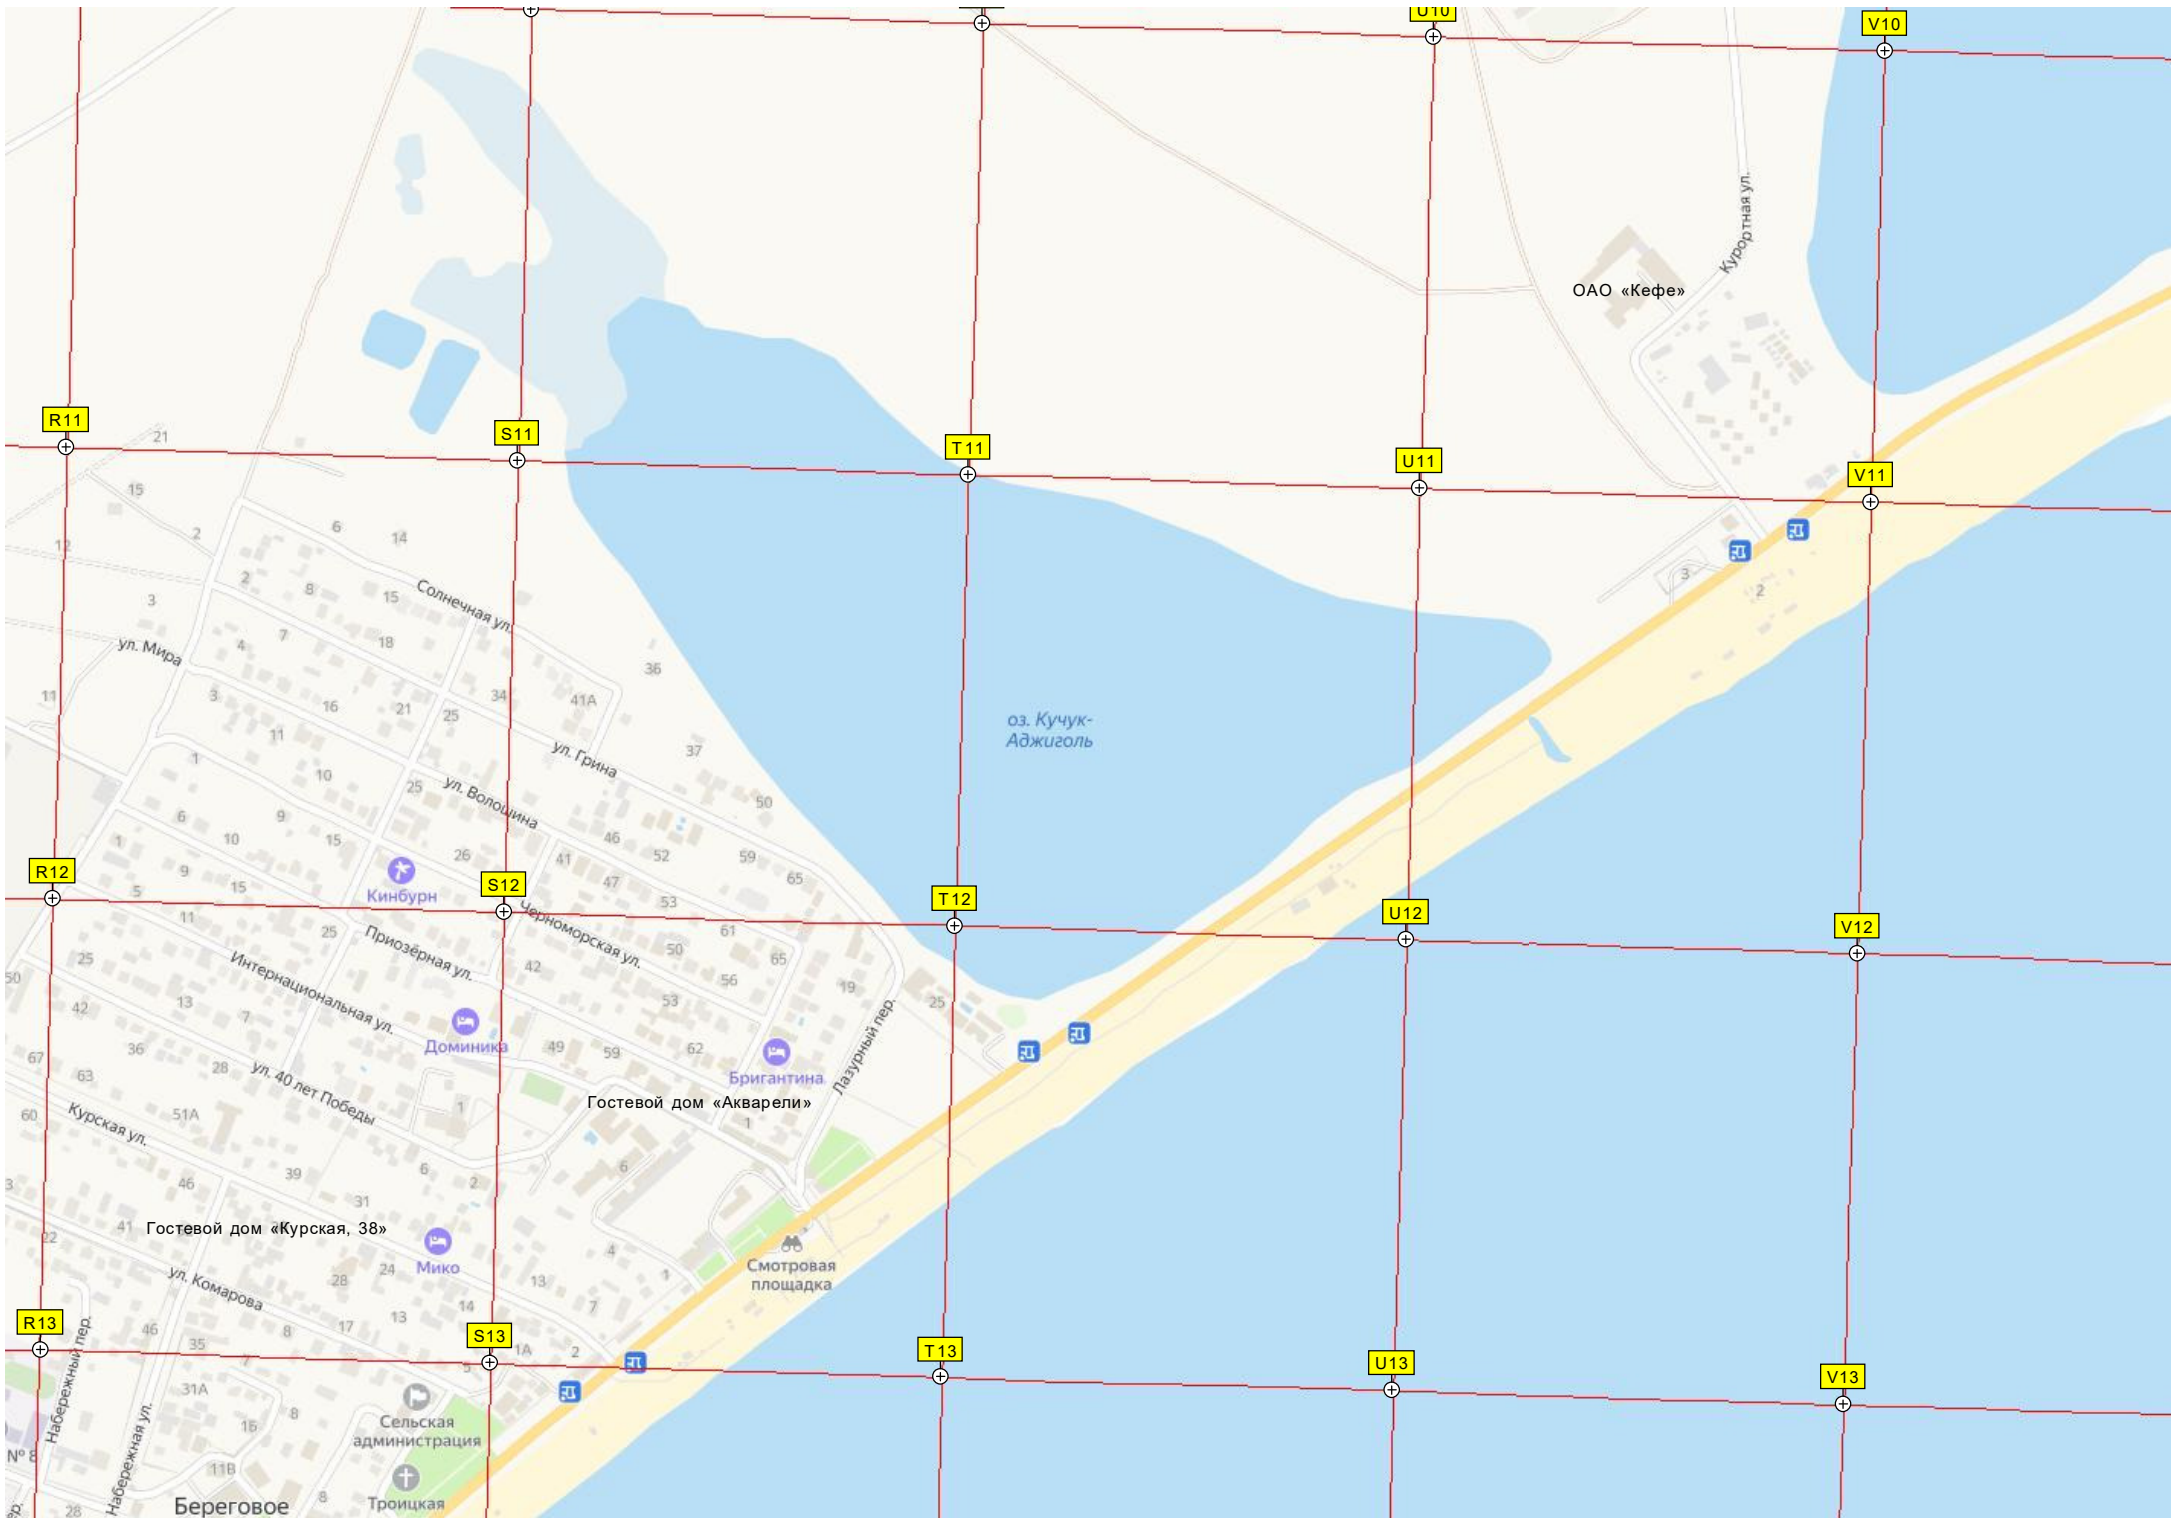 U10
V10
Курортная ул.
ОАО «Кефе»
R11
S11
T11
U11
V11
21
15
2
12
6
14
3
2
8
15
Солнечная ул.
7
4
18
ул. Мира
36
11
3
16
21
34
25
41А
11
1
10
25
ул. Грина
37
оз. Кучук-
Аджиголь
3
2
ул. Волошина
50
6
9
10
15
1
26
41
46
52
59
65
R12
9
15
5
11
Кинбурн
S12
47
53
T12
U12
V12
Черноморская ул.
61
50
65
25
Приозёрная ул.
42
56
53
19
25
Интернациональная ул.
25
50
42
13
7
Доминика
49
59
62
Бригантина
Лазурный пер.
36
28
67
63
ул. 40 лет Победы
Гостевой дом «Акварели»
1
1
60
Курская ул.
51А
39
6
2
6
3
46
31
41
22
Гостевой дом «Курская, 38»
Мико
4
1
Смотровая
площадка
28
24
13
14
7
ул. Комарова
13
17
8
R13
S13
T13
U13
V13
46
35
7
1А
2
5
Набережный пер.
31А
8
16
Набережная ул.
Сельская
администрация
№ 8
11В
8
Троицкая
28
Береговое